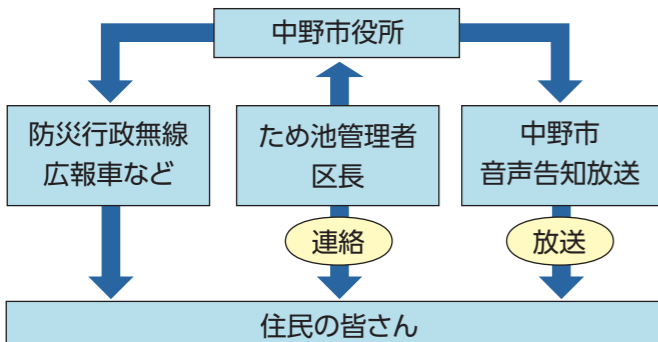 中野市役所
防災行政無線
広報車など
ため池管理者
区長
中野市
音声告知放送
連絡
放送
住民の皆さん